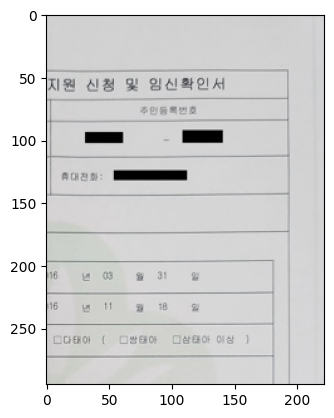 0
50
지원 신청 및 임신확인서
주민등록번호
100
–
휴대전화:
150
200
16 년 03 월 31 일
16 년 11 월 18 일
250
□다태아 ( □쌍태아 □삼태아 이상 )
0 50 100 150 200